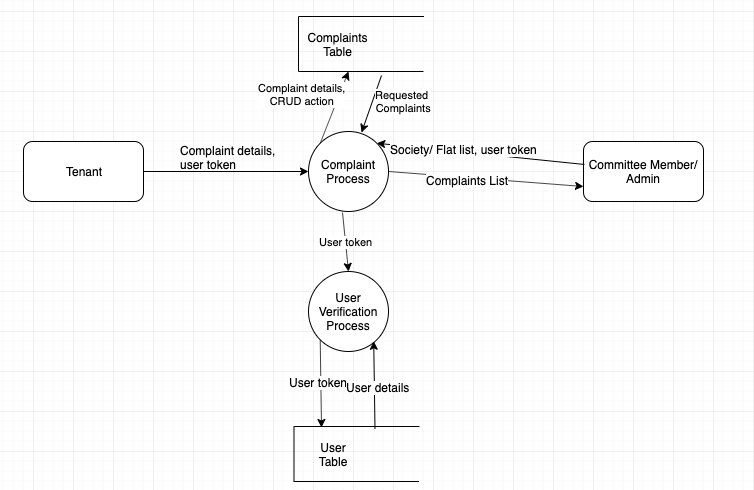 Complaints
Table
Complaint details,
CRUD action
Requested
Complaints
Complaint details,
user token
Society/ Flat list, user token
Tenant
Complaint
Process
Committee Member/
Admin
Complaints List
User token
User
Verification
Process
User token
User details
User
Table